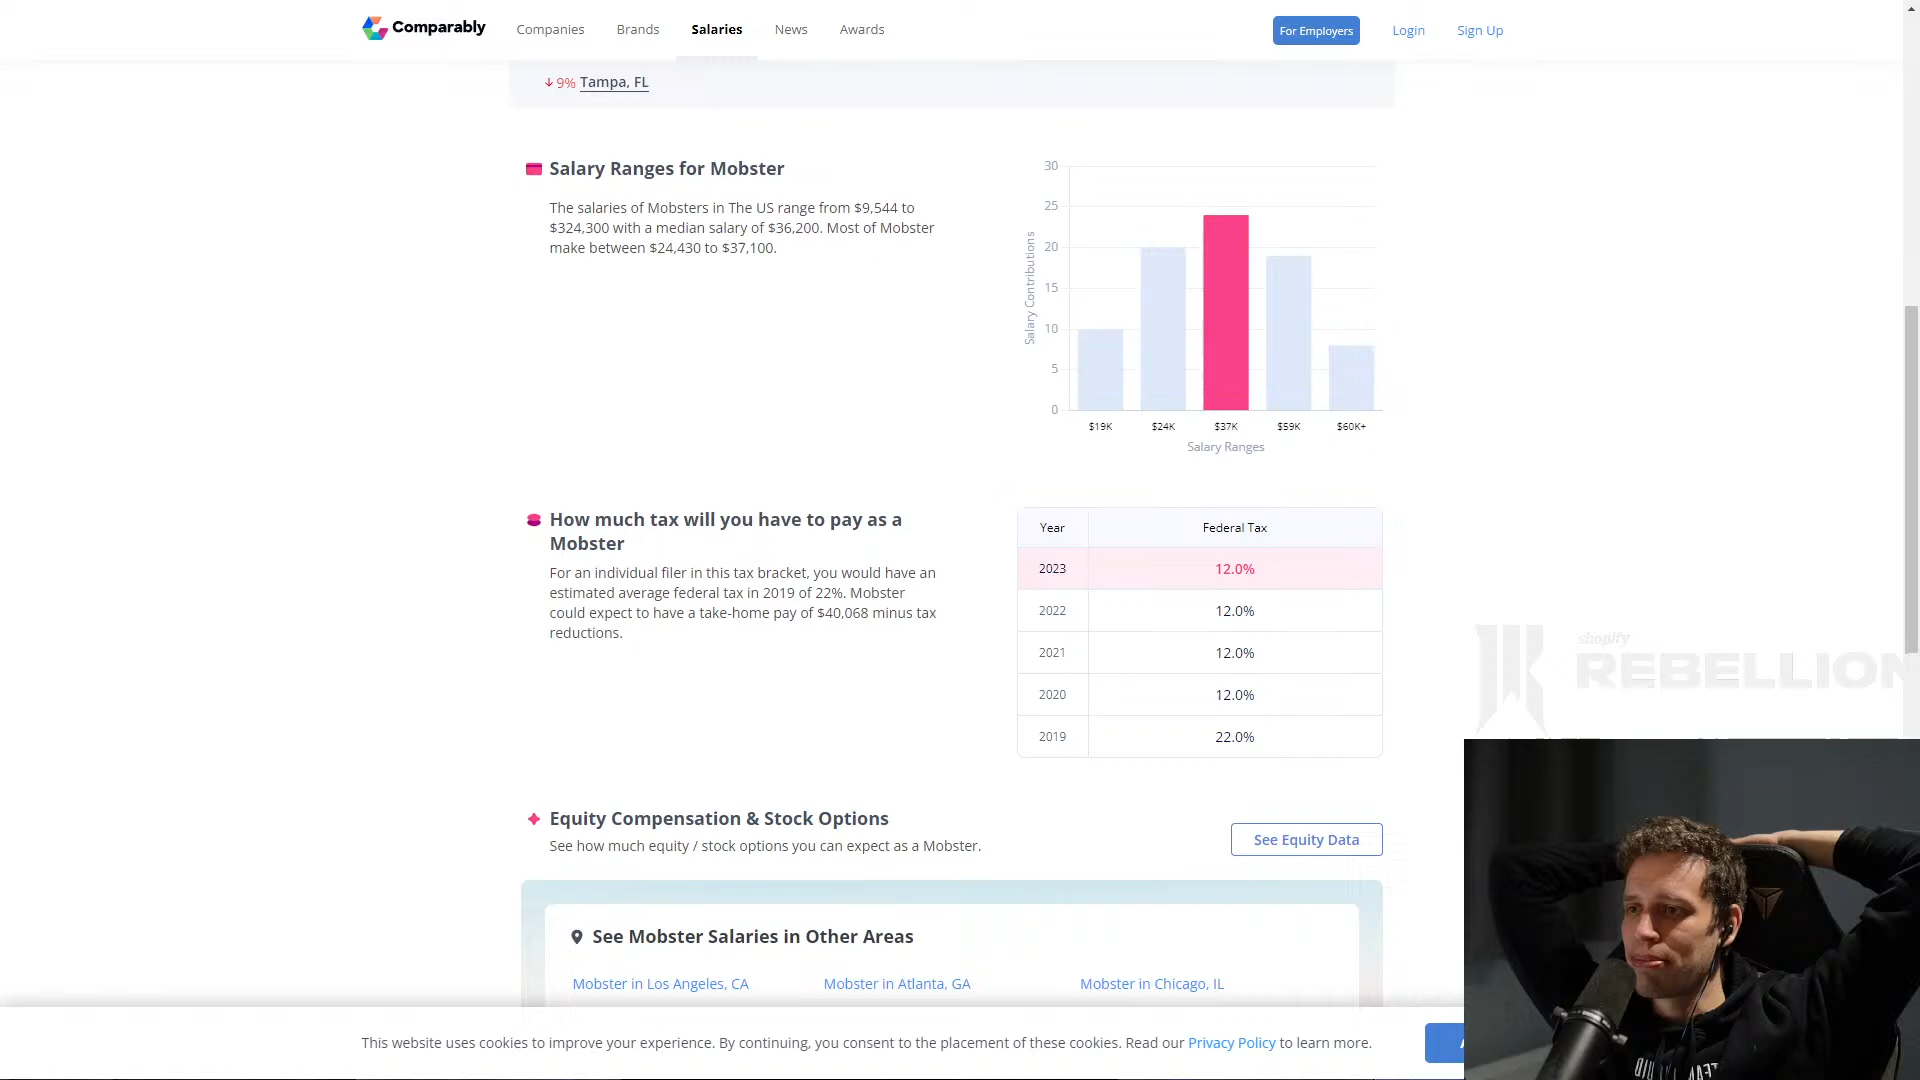 Comparably
Companies
Brands
Salaries
News
Awards
For Employers
Login
Sign Up
9% Tampa, FL
Salary Ranges for Mobster
The salaries of Mobsters in The US range from $9,544 to
$324,300 with a median salary of $36,200. Most of Mobster
make between $24,430 to $37,100.
30
25
20
15
10
5
0
Salary Contributions
$19K
$24K
$37K
$59K
$60K+
Salary Ranges
How much tax will you have to pay as a
Mobster
For an individual filer in this tax bracket, you would have an
estimated average federal tax in 2019 of 22%. Mobster
could expect to have a take-home pay of $40,068 minus tax
reductions.
Year Federal Tax
2023 12.0%
2022 12.0%
2021 12.0%
2020 12.0%
2019 22.0%
shopify
REBELLION
Equity Compensation & Stock Options
See how much equity / stock options you can expect as a Mobster.
See Equity Data
See Mobster Salaries in Other Areas
Mobster in Los Angeles, CA
Mobster in Atlanta, GA
Mobster in Chicago, IL
This website uses cookies to improve your experience. By continuing, you consent to the placement of these cookies. Read our Privacy Policy to learn more.